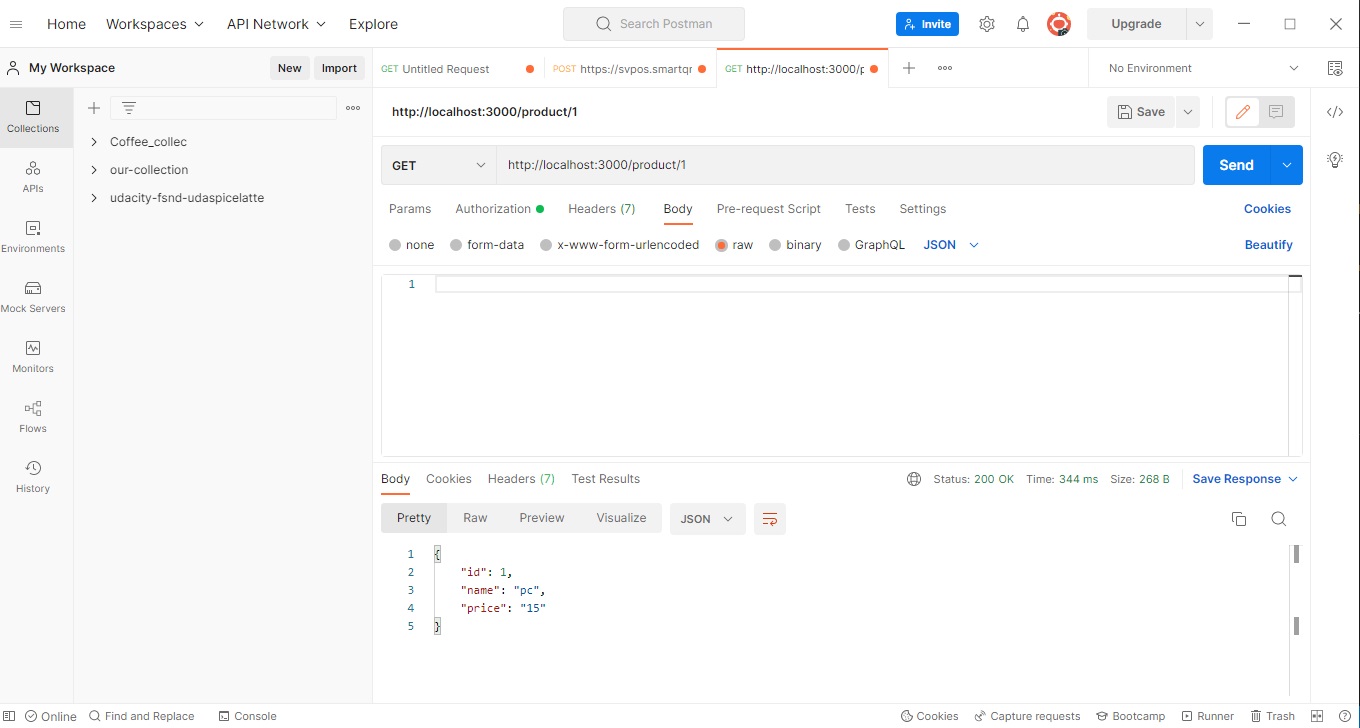 Home Workspaces API Network Explore Search Postman Invite Upgrade
My Workspace New Import GET Untitled Request POST https://svpos.smartqr GET http://localhost:3000/p No Environment
Collections
APIs
Environments
Mock Servers
Monitors
Flows
History
Coffee_collec
our-collection
udacity-fsnd-udaspicelatte
http://localhost:3000/product/1 Save
GET http://localhost:3000/product/1 Send
Params Authorization Headers (7) Body Pre-request Script Tests Settings Cookies
none form-data x-www-form-urlencoded raw binary GraphQL JSON Beautify
1
Body Cookies Headers (7) Test Results Status: 200 OK Time: 344 ms Size: 268 B Save Response
Pretty Raw Preview Visualize JSON
1 {
2 "id": 1,
3 "name": "pc",
4 "price": "15"
5 }
Online Find and Replace Console Cookies Capture requests Bootcamp Runner Trash